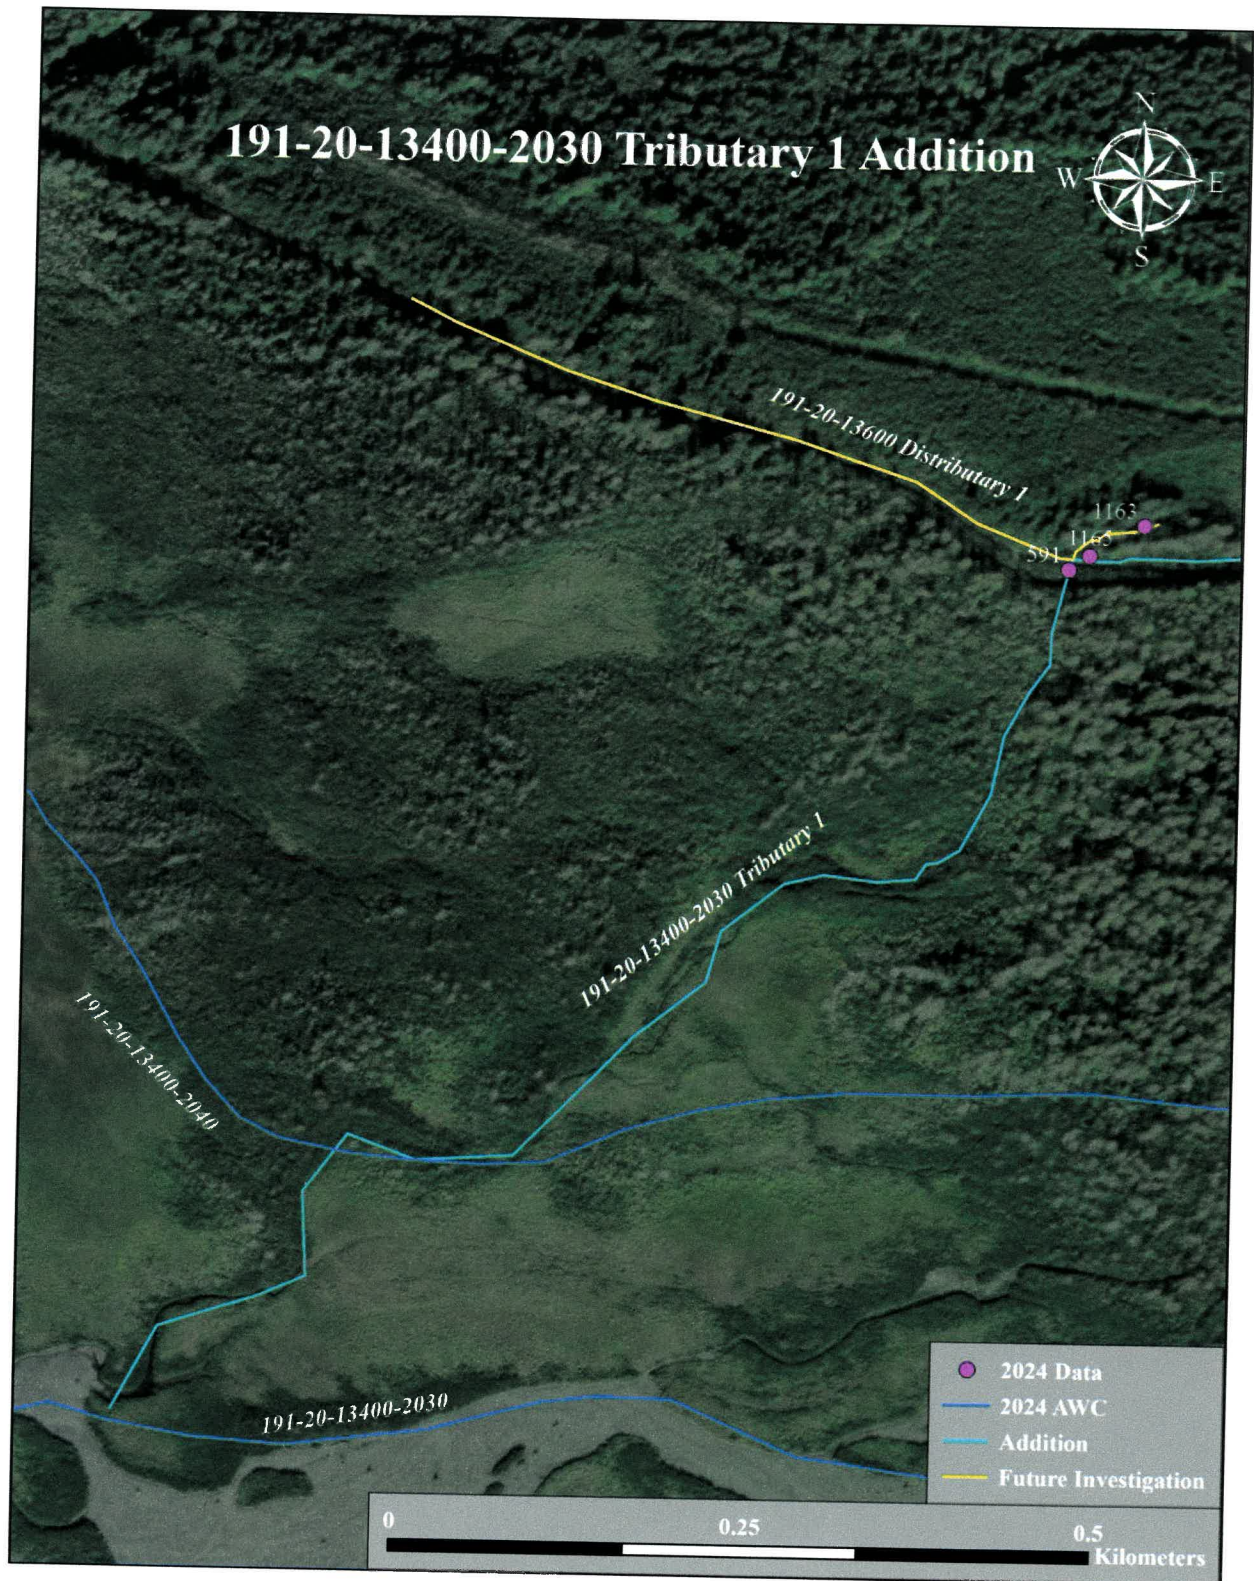 191-20-13400-2030 Tributary 1 Addition
N
W
E
S
191-20-13600 Distributary 1
1163
1165
591
191-20-13400-2030 Tributary 1
191-20-13400-2040
191-20-13400-2030
2024 Data
2024 AWC
Addition
Future Investigation
0
0.25
0.5
Kilometers